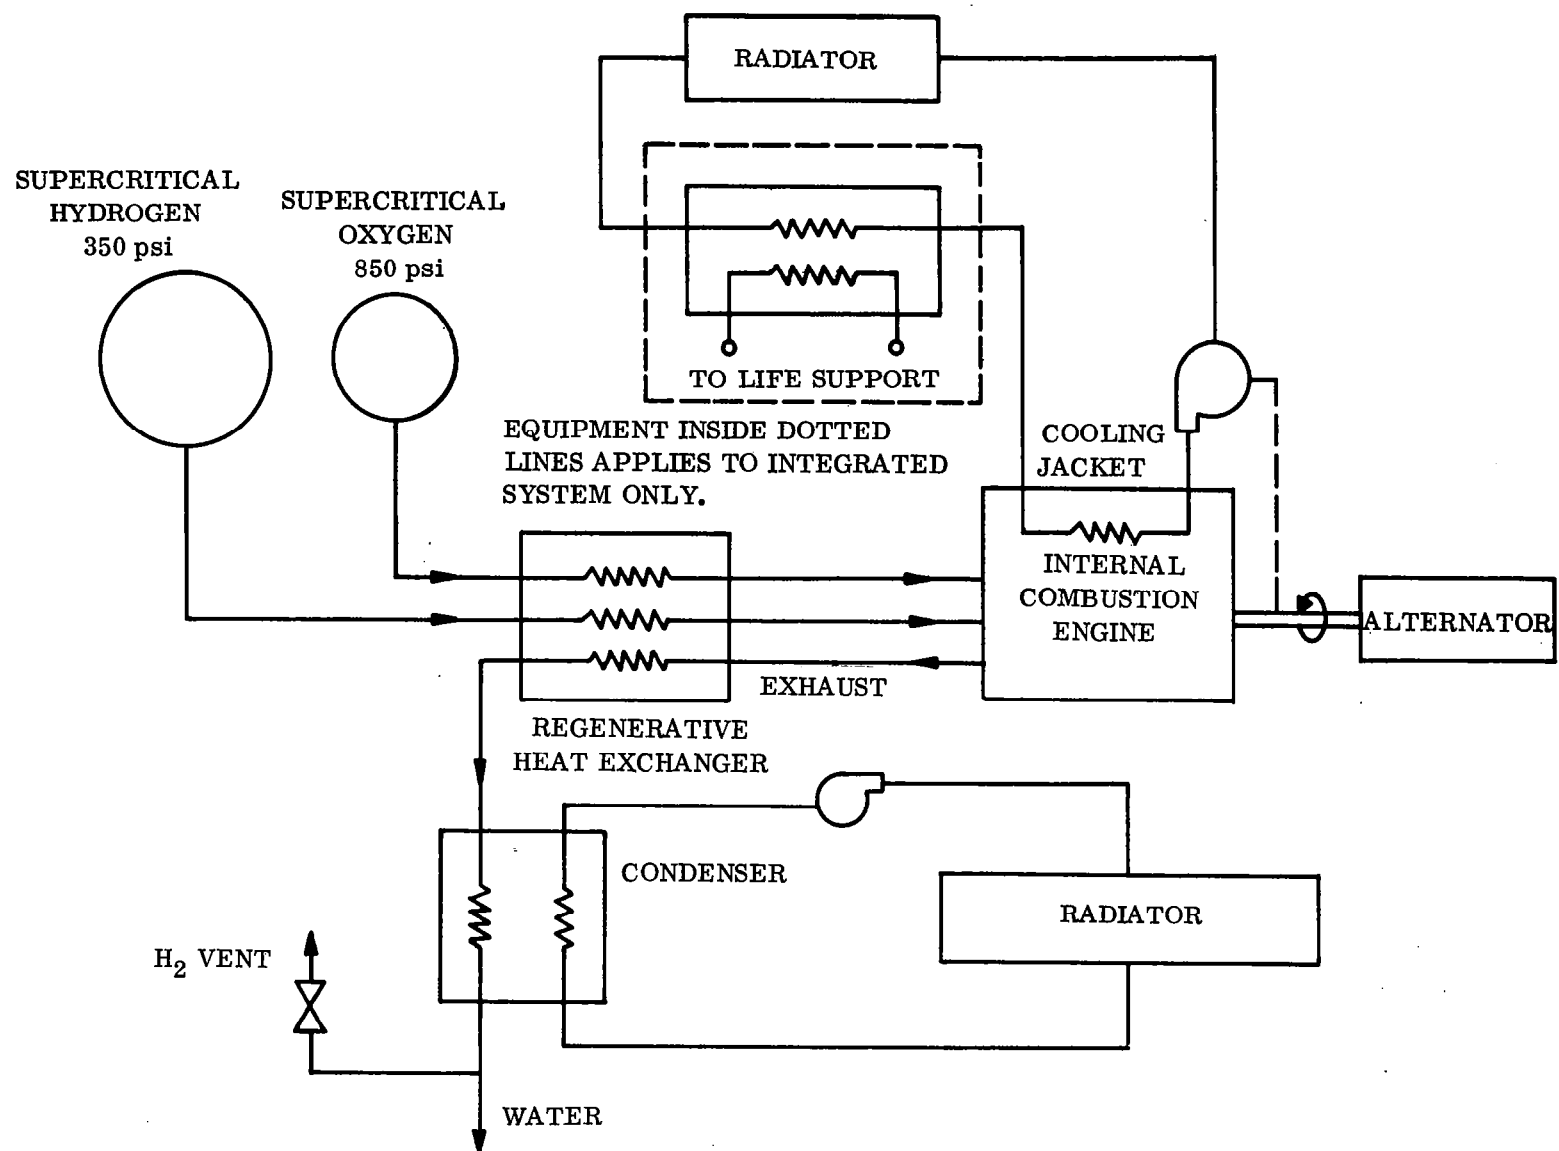 RADIATOR
SUPERCRITICAL
HYDROGEN
350 psi
SUPERCRITICAL
OXYGEN
850 psi
TO LIFE SUPPORT
EQUIPMENT INSIDE DOTTED
LINES APPLIES TO INTEGRATED
SYSTEM ONLY.
COOLING
JACKET
INTERNAL
COMBUSTION
ENGINE
ALTERNATOR
EXHAUST
REGENERATIVE
HEAT EXCHANGER
CONDENSER
RADIATOR
H₂ VENT
WATER